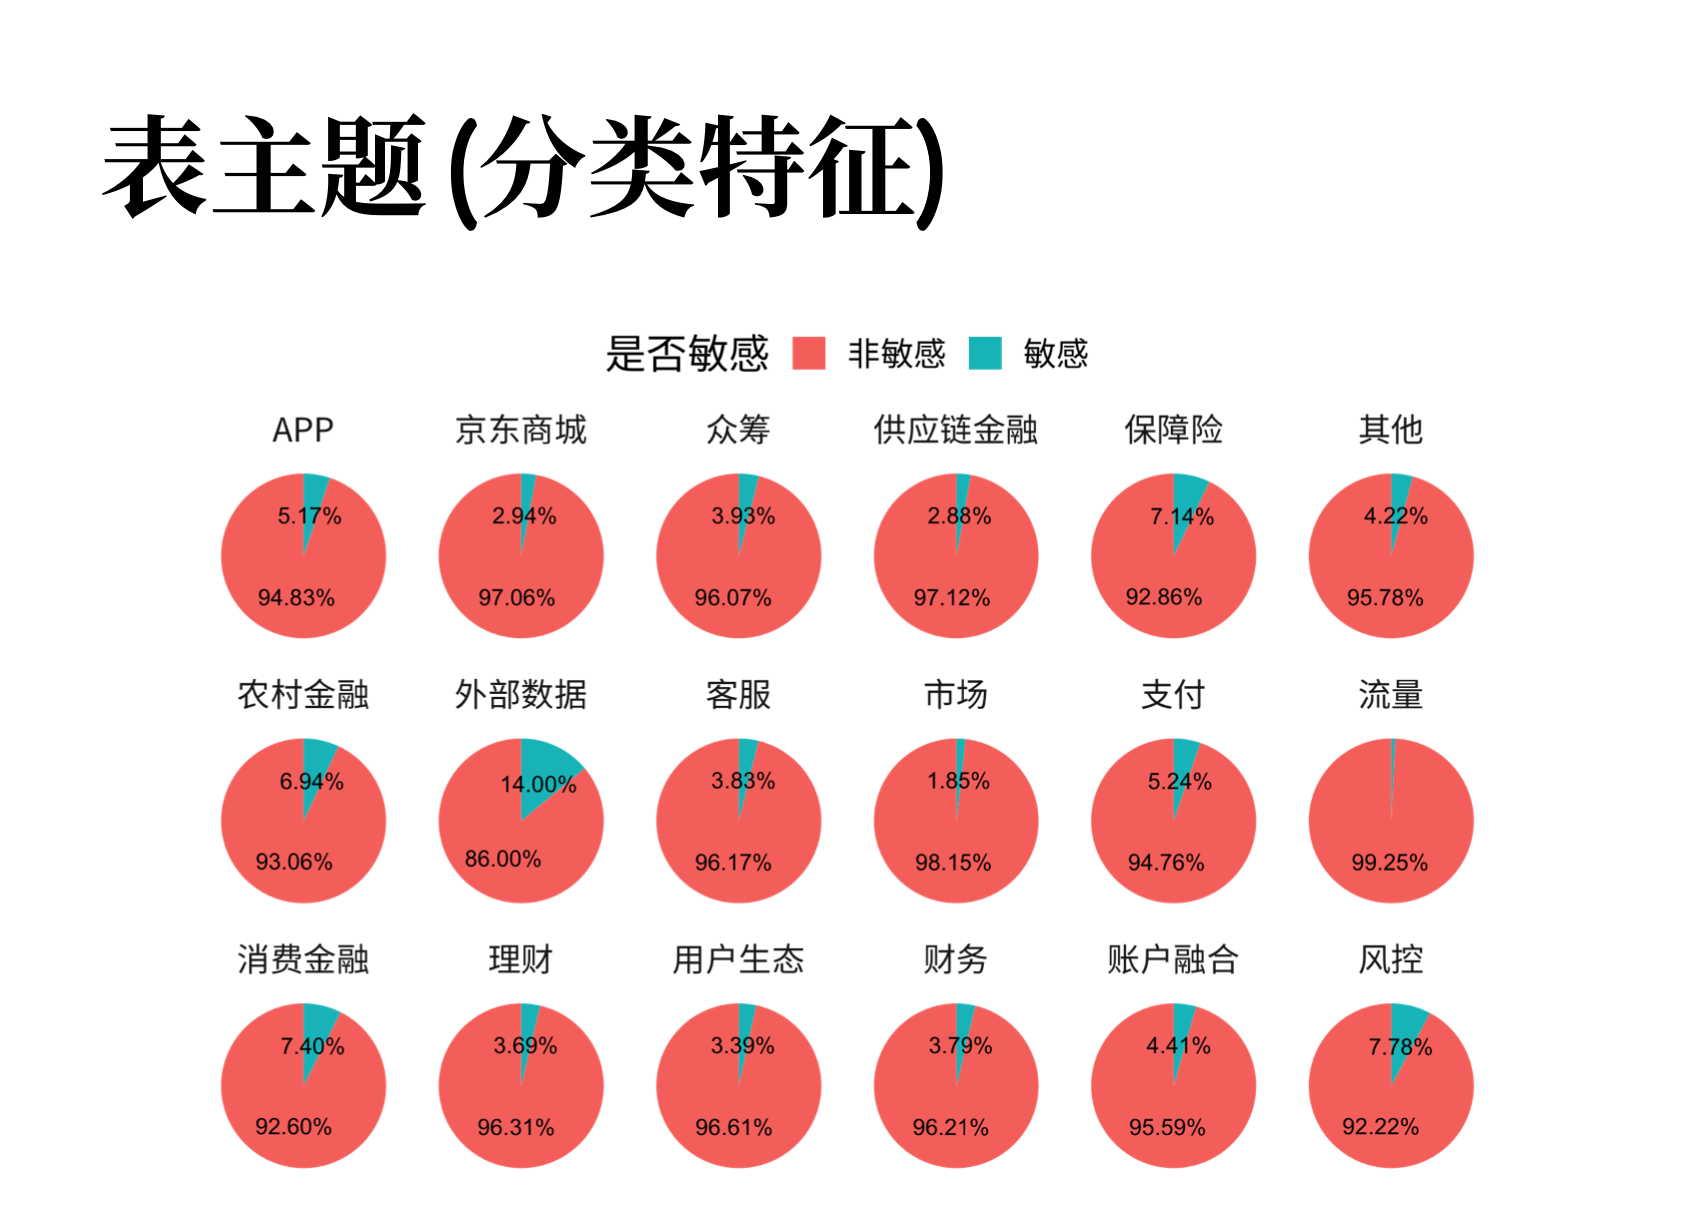 表主题(分类特征)
是否敏感 非敏感 敏感
APP 京东商城 众筹 供应链金融 保障险 其他
5.17% 2.94% 3.93% 2.88% 7.14% 4.22%
94.83% 97.06% 96.07% 97.12% 92.86% 95.78%
农村金融 外部数据 客服 市场 支付 流量
6.94% 14.00% 3.83% 1.85% 5.24%
93.06% 86.00% 96.17% 98.15% 94.76% 99.25%
消费金融 理财 用户生态 财务 账户融合 风控
7.40% 3.69% 3.39% 3.79% 4.41% 7.78%
92.60% 96.31% 96.61% 96.21% 95.59% 92.22%